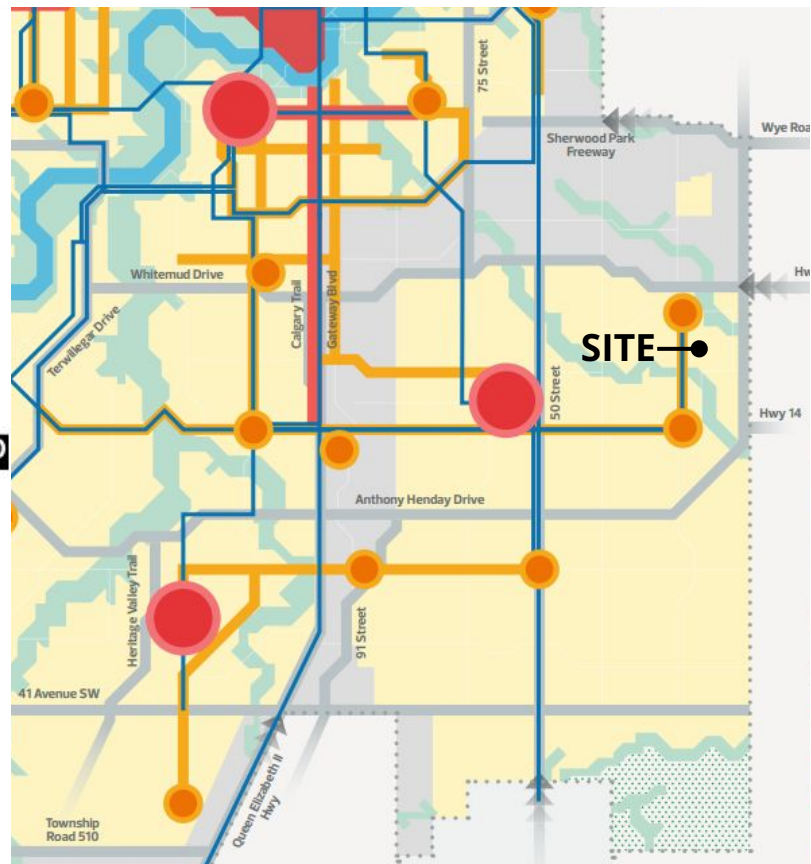 75 Street
Sherwood Park
Freeway
Wye Roa
Whitemud Drive
Calgary Trail
Gateway Blvd
Terwillegar Drive
Hw
SITE
50 Street
Hwy 14
Anthony Henday Drive
Heritage Valley Trail
91 Street
41 Avenue SW
Queen Elizabeth II
Hwy
Township
Road 510